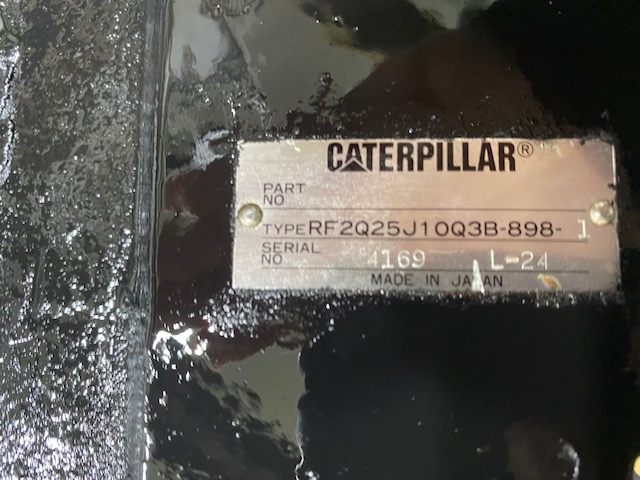 CATERPILLAR®
PART NO
TYPE RF2Q25J10Q3B-898-1
SERIAL NO 4169 L-24
MADE IN JAPAN